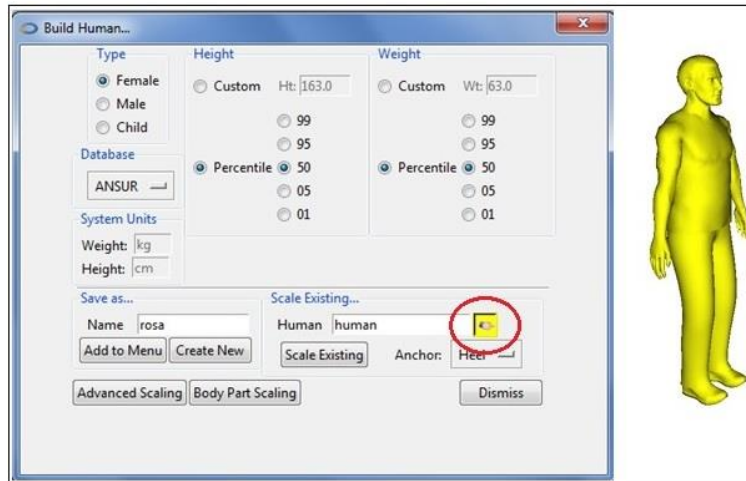 Build Human...
x
Type
Female
Male
Child
Height
Custom Ht: 163.0
99
95
Percentile 50
05
01
Weight
Custom Wt: 63.0
99
95
Percentile 50
05
01
Database
ANSUR
System Units
Weight: kg
Height: cm
Save as...
Name rosa
Add to Menu Create New
Scale Existing...
Human human
Scale Existing Anchor: Heel
Advanced Scaling Body Part Scaling Dismiss